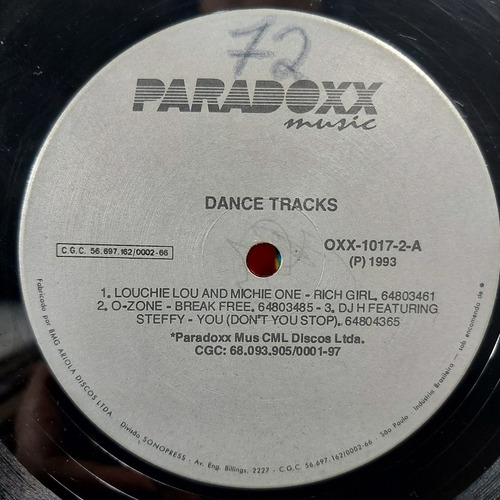 72
PARADOXX
music
DANCE TRACKS
C.G.C. 56.697.162/0002-66
OXX-1017-2-A
(P) 1993
1. LOUCHIE LOU AND MICHIE ONE - RICH GIRL, 64803461
2. O-ZONE - BREAK FREE. 64803485 - 3. DJ H FEATURING
STEFFY - YOU (DON'T YOU STOP). 64804365
*Paradoxx Mus CML Discos Ltda.
CGC: 68.093.905/0001-97
Fabricado por BMG ARIOLA DISCOS LTDA - Divisão SONOPRESS - Av. Eng. Billings, 2227 - C.G.C. 56.697.162/0002-66 - São Paulo - Indústria Brasileira - sob encomenda de *